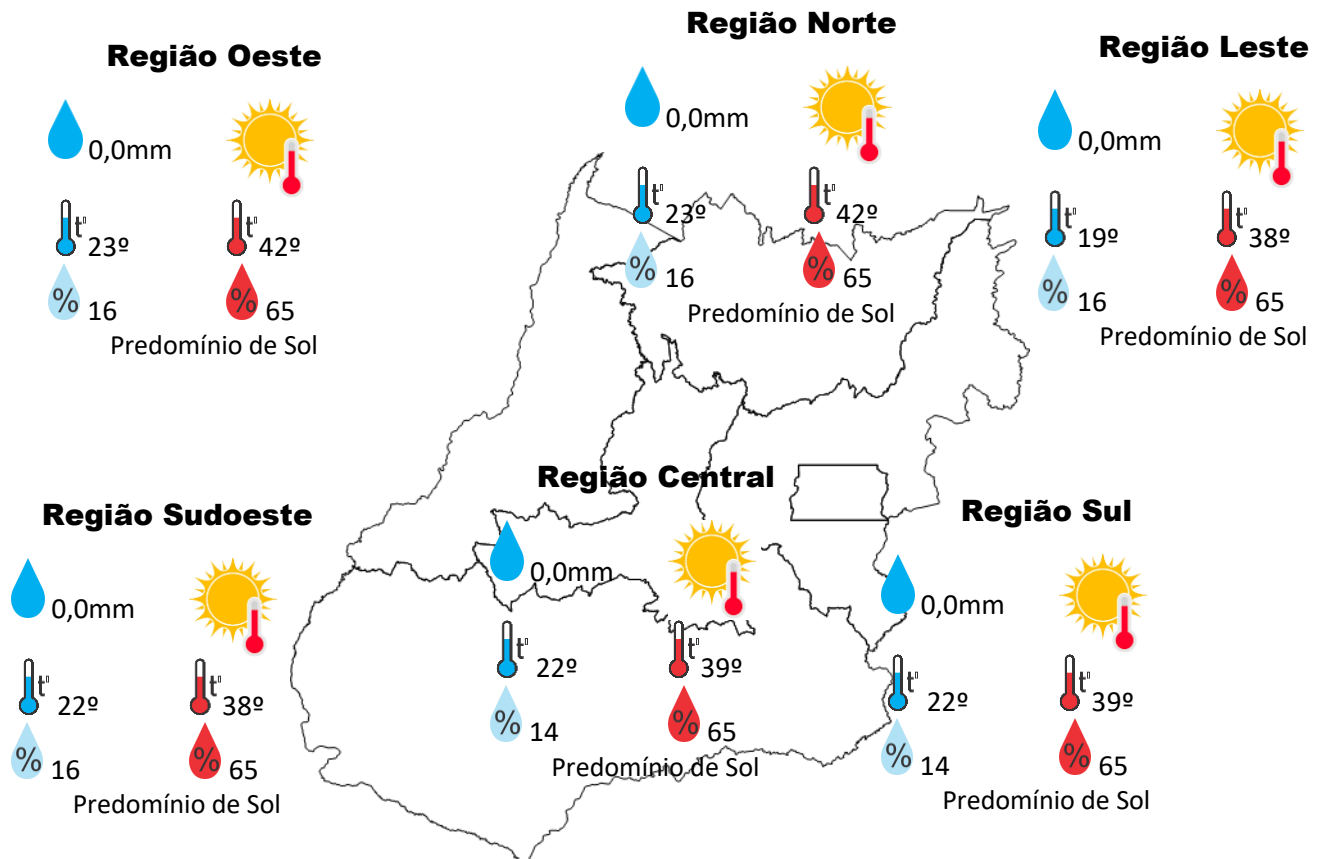 Região Oeste
0,0mm
t°
23º
t°
42º
%
16
%
65
Predomínio de Sol
Região Norte
0,0mm
t°
23º
t°
42º
%
16
%
65
Predomínio de Sol
Região Leste
0,0mm
t°
19º
t°
38º
%
16
%
65
Predomínio de Sol
Região Sudoeste
0,0mm
t°
22º
t°
38º
%
16
%
65
Predomínio de Sol
Região Central
0,0mm
t°
22º
t°
39º
%
14
%
65
Predomínio de Sol
Região Sul
0,0mm
t°
22º
t°
39º
%
14
%
65
Predomínio de Sol